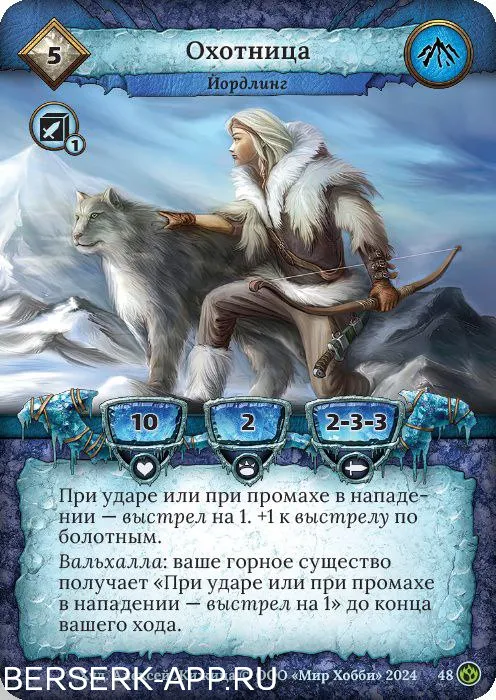 5
Охотница
Йордлинг
1
10
2
2-3-3
При ударе или при промахе в нападе-
нии — выстрел на 1. +1 к выстрелу по
болотным.
Вальхалла: ваше горное существо
получает «При ударе или при промахе
в нападении — выстрел на 1» до конца
вашего хода.
ООО «Мир Хобби» 2024 48
BERSERK-APP.RU